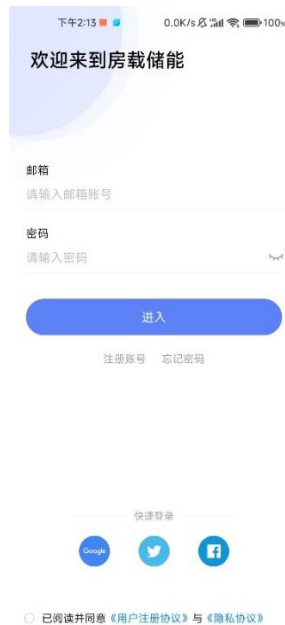 下午2:13 0.0K/s 100%
欢迎来到房载储能
邮箱
请输入邮箱账号
密码
请输入密码
进入
注册账号 忘记密码
快捷登录
Google
已阅读并同意《用户注册协议》与《隐私协议》